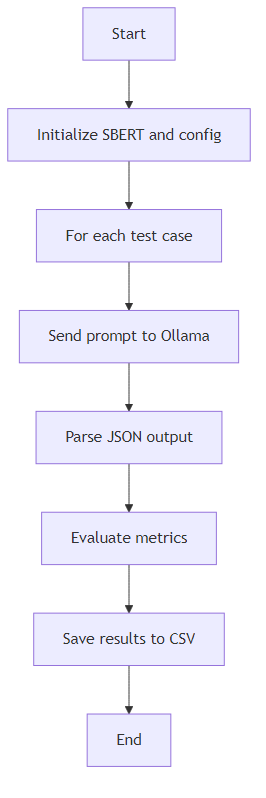 Start
Initialize SBERT and config
For each test case
Send prompt to Ollama
Parse JSON output
Evaluate metrics
Save results to CSV
End